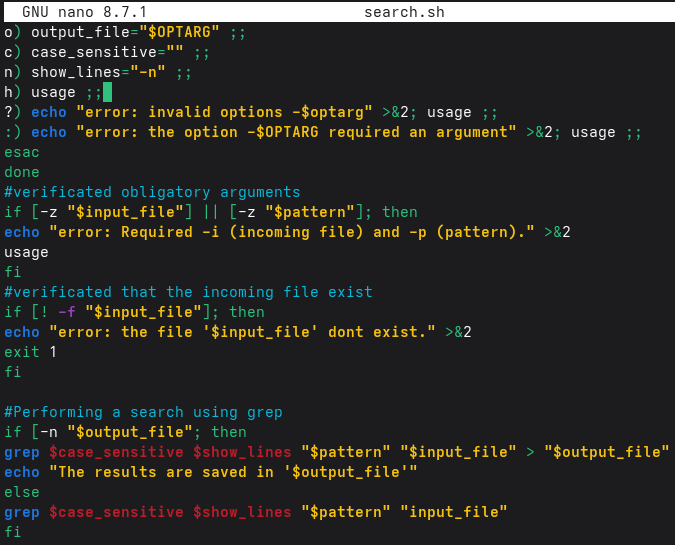 GNU nano 8.7.1 search.sh
o) output_file="$OPTARG" ;;
c) case_sensitive="" ;;
n) show_lines="-n" ;;
h) usage ;;
?) echo "error: invalid options -$optarg" >&2; usage ;;
:) echo "error: the option -$OPTARG required an argument" >&2; usage ;;
esac
done
#verificated obligatory arguments
if [-z "$input_file"] || [-z "$pattern"]; then
echo "error: Required -i (incoming file) and -p (pattern)." >&2
usage
fi
#verificated that the incoming file exist
if [! -f "$input_file"]; then
echo "error: the file '$input_file' dont exist." >&2
exit 1
fi
#Performing a search using grep
if [-n "$output_file"; then
grep $case_sensitive $show_lines "$pattern" "$input_file" > "$output_file"
echo "The results are saved in '$output_file'"
else
grep $case_sensitive $show_lines "$pattern" "input_file"
fi